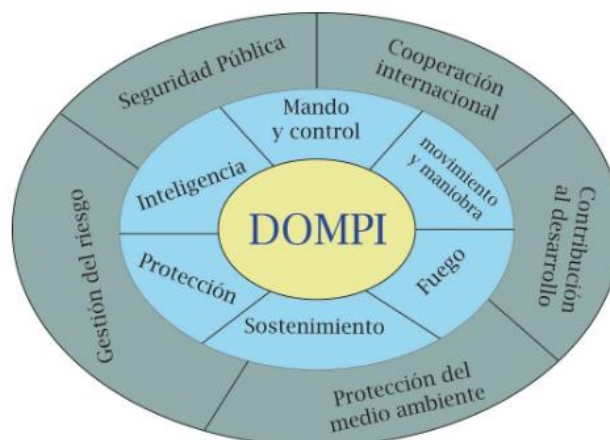 Seguridad Pública
Cooperación
internacional
Mando
y control
Inteligencia
movimiento
y maniobra
DOMPI
Gestión del riesgo
Protección
Fuego
Contribución
al desarrollo
Sostenimiento
Protección del
medio ambiente